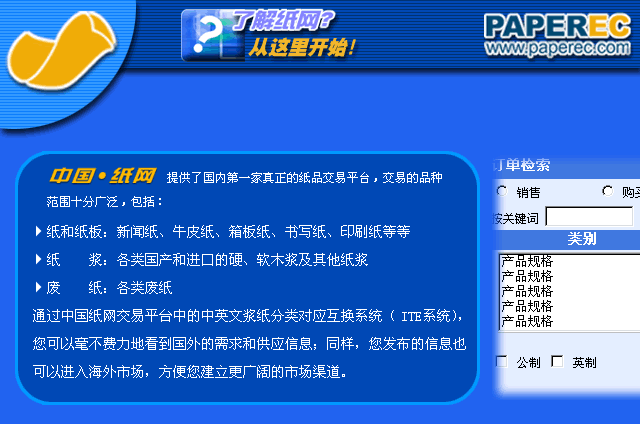 了解纸网?
从这里开始!
PAPEREC
www.paperec.com
中国·纸网 提供了国内第一家真正的纸品交易平台,交易的品种
范围十分广泛,包括:
纸和纸板:新闻纸、牛皮纸、箱板纸、书写纸、印刷纸等等
纸 浆:各类国产和进口的硬、软木浆及其他纸浆
废 纸:各类废纸
通过中国纸网交易平台中的中英文浆纸分类对应互换系统( ITE系统),
您可以毫不费力地看到国外的需求和供应信息;同样,您发布的信息也
可以进入海外市场,方便您建立更广阔的市场渠道。
订单检索
销售 购买
按关键词
类别
产品规格
产品规格
产品规格
产品规格
产品规格
公制 英制